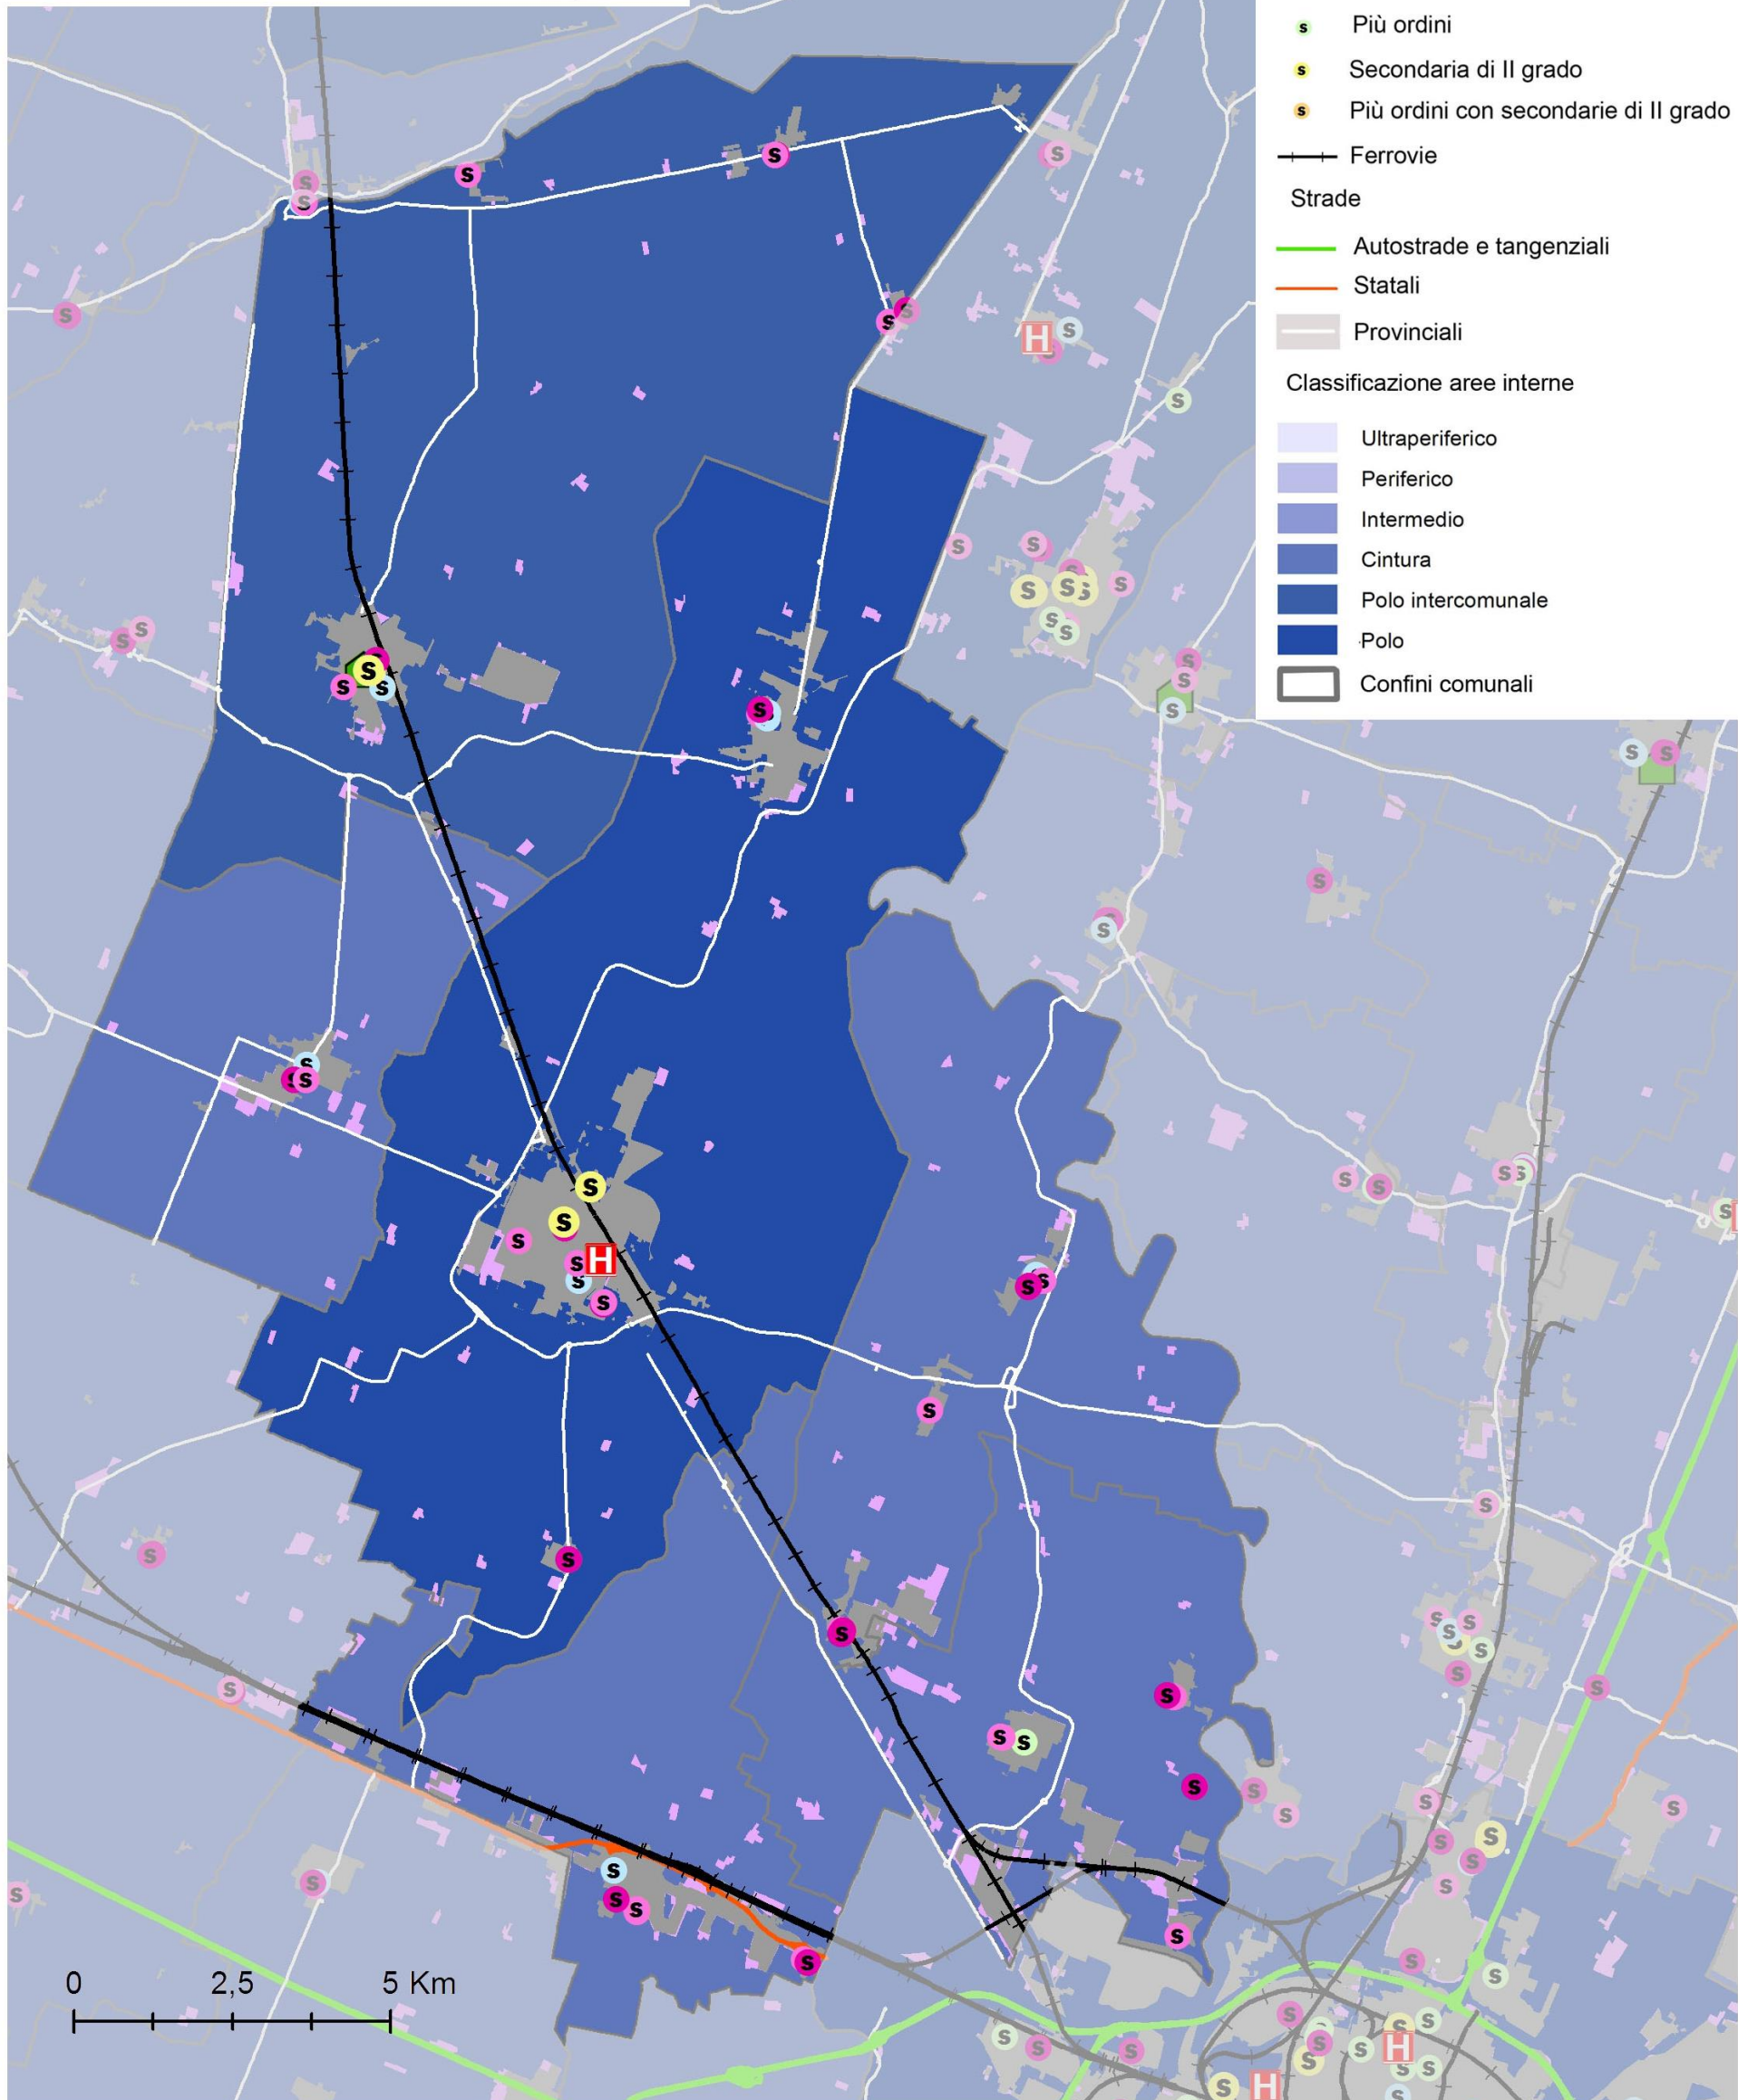 Più ordini
Secondaria di II grado
Più ordini con secondarie di II grado
Ferrovie
Strade
Autostrade e tangenziali
Statali
Provinciali
Classificazione aree interne
Ultraperiferico
Periferico
Intermedio
Cintura
Polo intercomunale
Polo
Confini comunali
0 2,5 5 Km